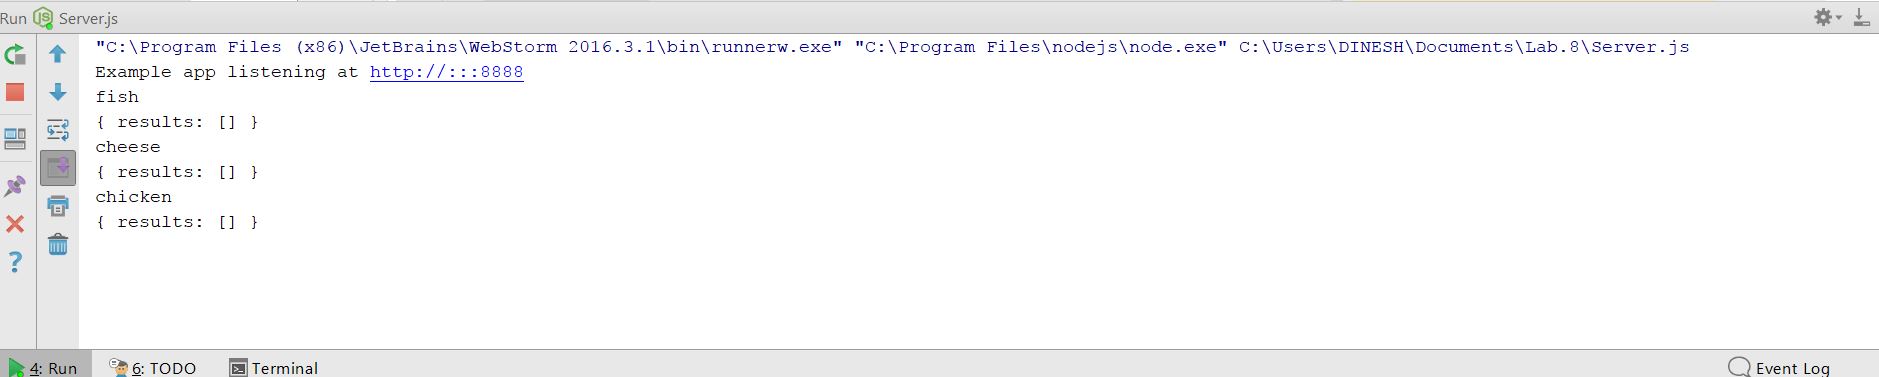 Run Server.js
"C:\Program Files (x86)\JetBrains\WebStorm 2016.3.1\bin\runnerw.exe" "C:\Program Files\nodejs\node.exe" C:\Users\DINESH\Documents\Lab.8\Server.js
Example app listening at http://:::8888
fish
{ results: [] }
cheese
{ results: [] }
chicken
{ results: [] }
4: Run 6: TODO Terminal Event Log